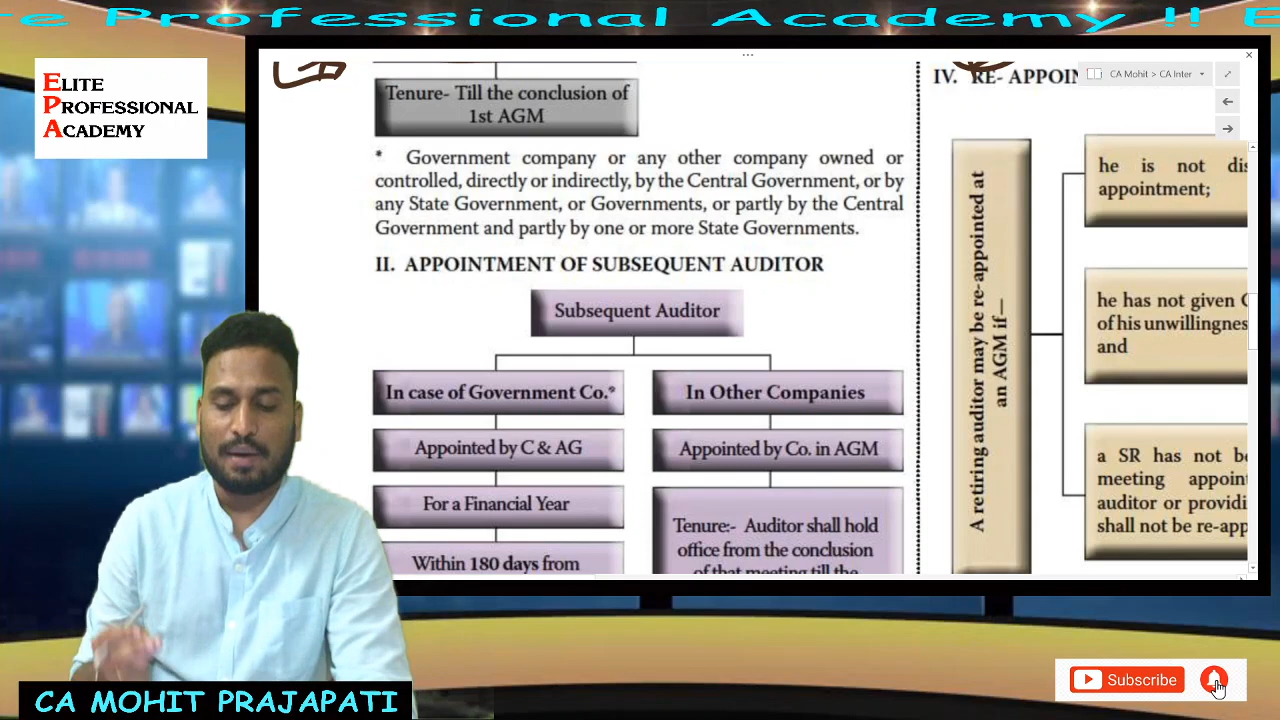 te Professional Academy !! E
ELITE
PROFESSIONAL
ACADEMY
CA Mohit > CA Inter
Tenure- Till the conclusion of
1st AGM
* Government company or any other company owned or
controlled, directly or indirectly, by the Central Government, or by
any State Government, or Governments, or partly by the Central
Government and partly by one or more State Governments.
II. APPOINTMENT OF SUBSEQUENT AUDITOR
Subsequent Auditor
In case of Government Co.*
Appointed by C & AG
For a Financial Year
Within 180 days from
In Other Companies
Appointed by Co. in AGM
Tenure:- Auditor shall hold
office from the conclusion
of that meeting till the
IV. RE- APPOIN
A retiring auditor may be re-appointed at
an AGM if—
he is not dis
appointment;
he has not given C
of his unwillingnes
and
a SR has not be
meeting appoint
auditor or providi
shall not be re-app
CA MOHIT PRAJAPATI
Subscribe